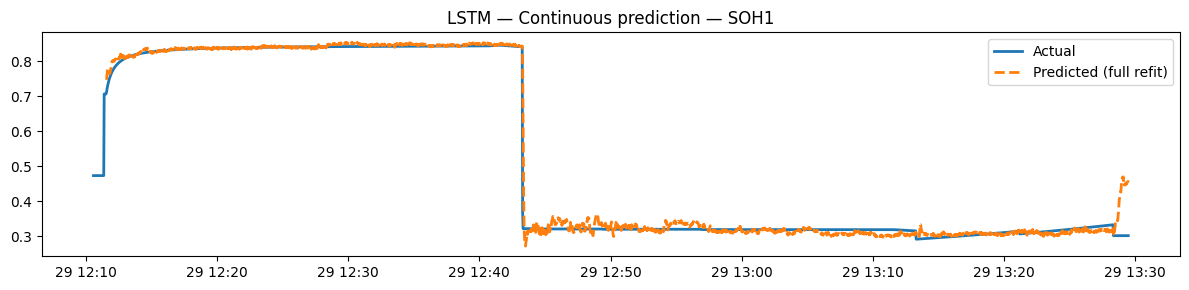 LSTM — Continuous prediction — SOH1
Actual
Predicted (full refit)
0.8
0.7
0.6
0.5
0.4
0.3
29 12:10 29 12:20 29 12:30 29 12:40 29 12:50 29 13:00 29 13:10 29 13:20 29 13:30